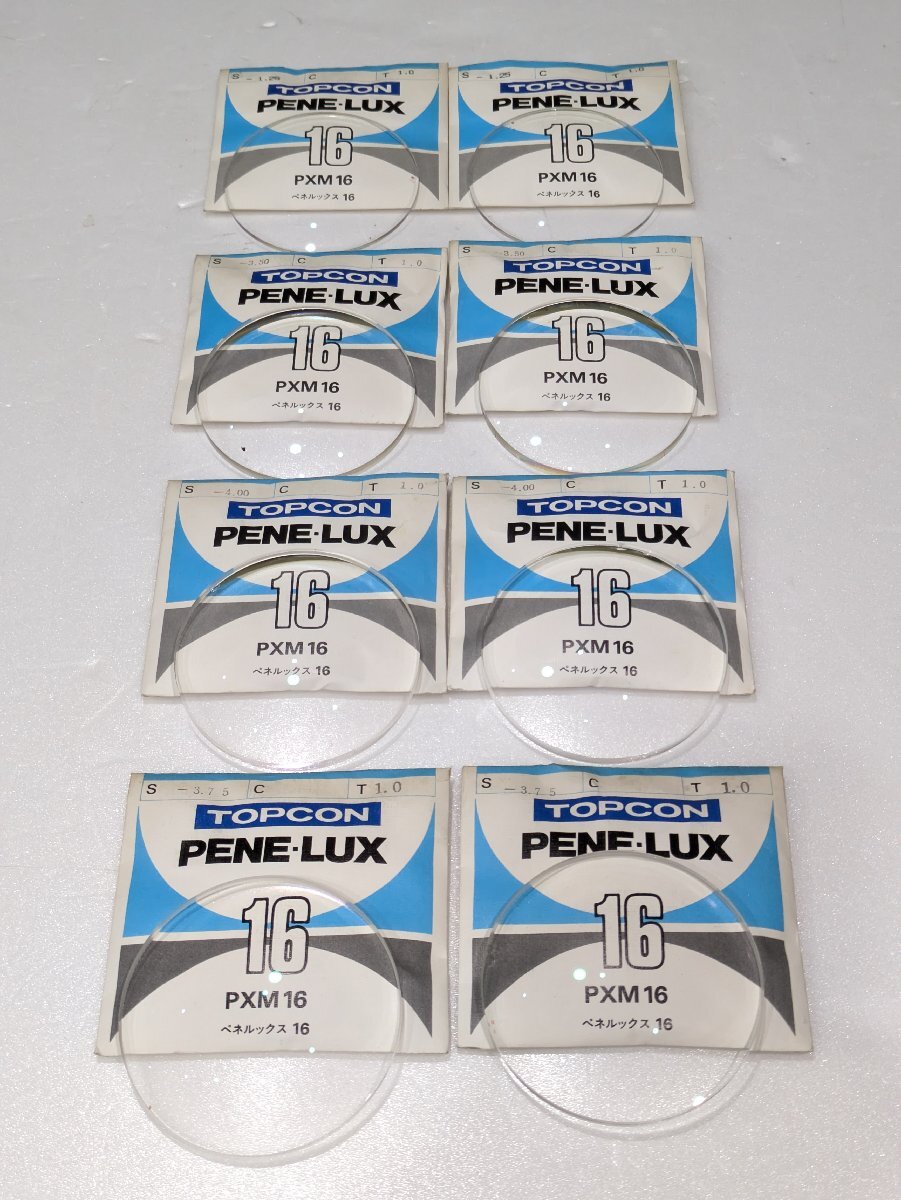 S -1.25 C T 1.0
TOPCON
PENE·LUX
16
PXM 16
ペネルックス 16
S -1.25 C T 1.0
TOPCON
PENE·LUX
16
PXM 16
ペネルックス 16
S -3.50 C T 1.0
TOPCON
PENE·LUX
16
PXM 16
ペネルックス 16
S -3.50 C T 1.0
TOPCON
PENE·LUX
16
PXM 16
ペネルックス 16
S -4.00 C T 1.0
TOPCON
PENE·LUX
16
PXM 16
ペネルックス 16
S -4.00 C T 1.0
TOPCON
PENE·LUX
16
PXM 16
ペネルックス 16
S -3.75 C T 1.0
TOPCON
PENE·LUX
16
PXM 16
ペネルックス 16
S -3.75 C T 1.0
TOPCON
PENE·LUX
16
PXM 16
ペネルックス 16